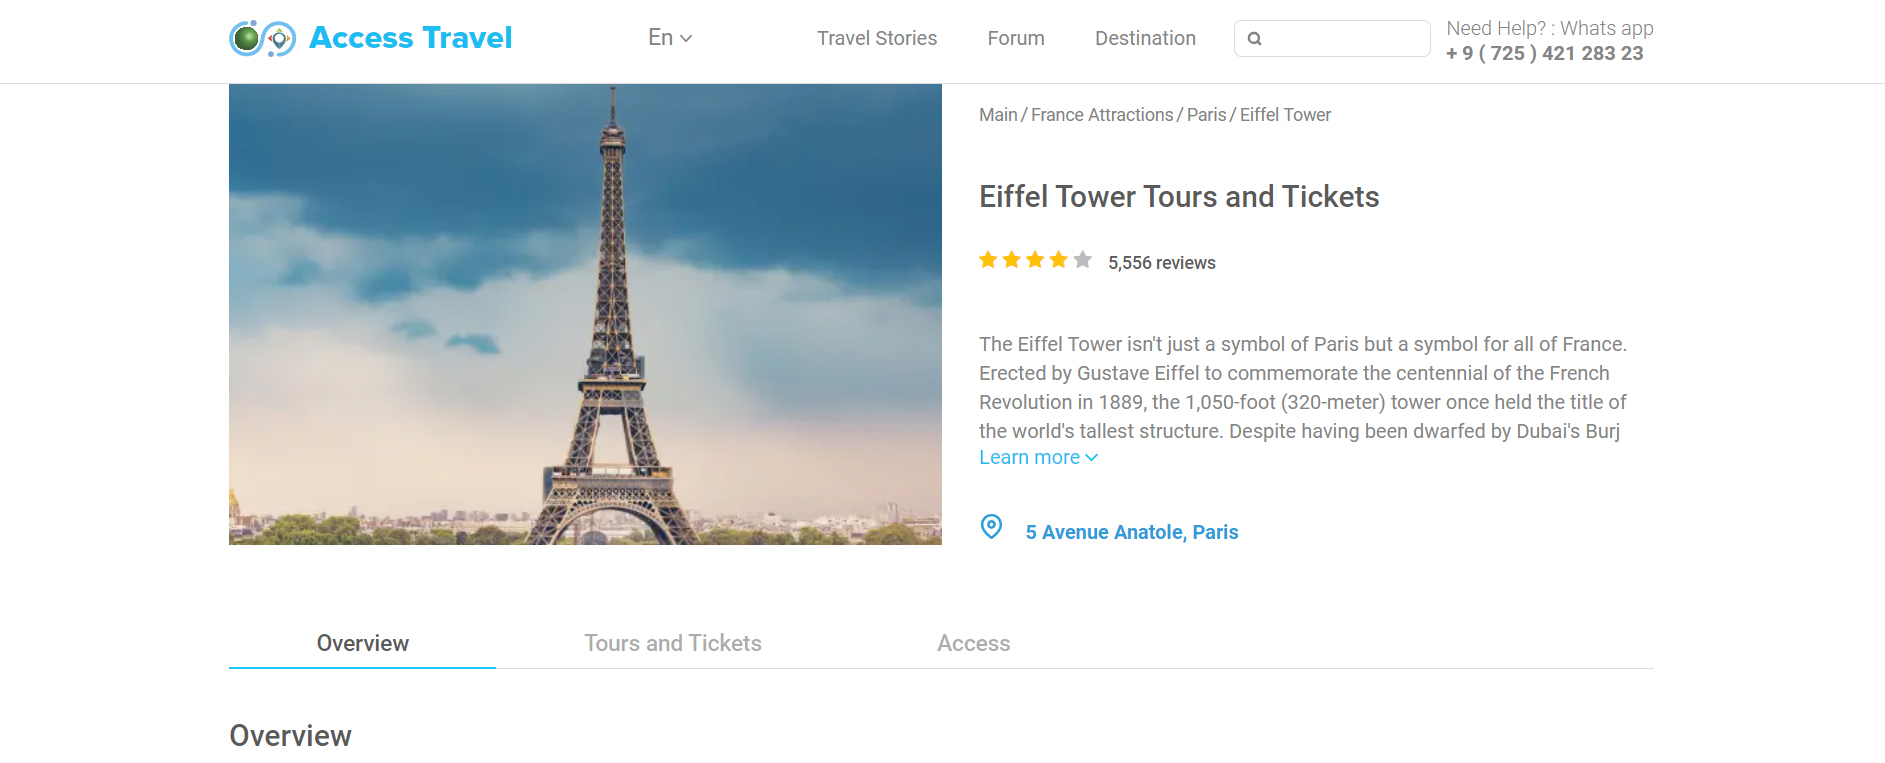 Access Travel
En
Travel Stories
Forum
Destination
Need Help? : Whats app
+ 9 ( 725 ) 421 283 23
Main / France Attractions / Paris / Eiffel Tower
Eiffel Tower Tours and Tickets
5,556 reviews
The Eiffel Tower isn't just a symbol of Paris but a symbol for all of France.
Erected by Gustave Eiffel to commemorate the centennial of the French
Revolution in 1889, the 1,050-foot (320-meter) tower once held the title of
the world's tallest structure. Despite having been dwarfed by Dubai's Burj
Learn more
5 Avenue Anatole, Paris
Overview
Tours and Tickets
Access
Overview